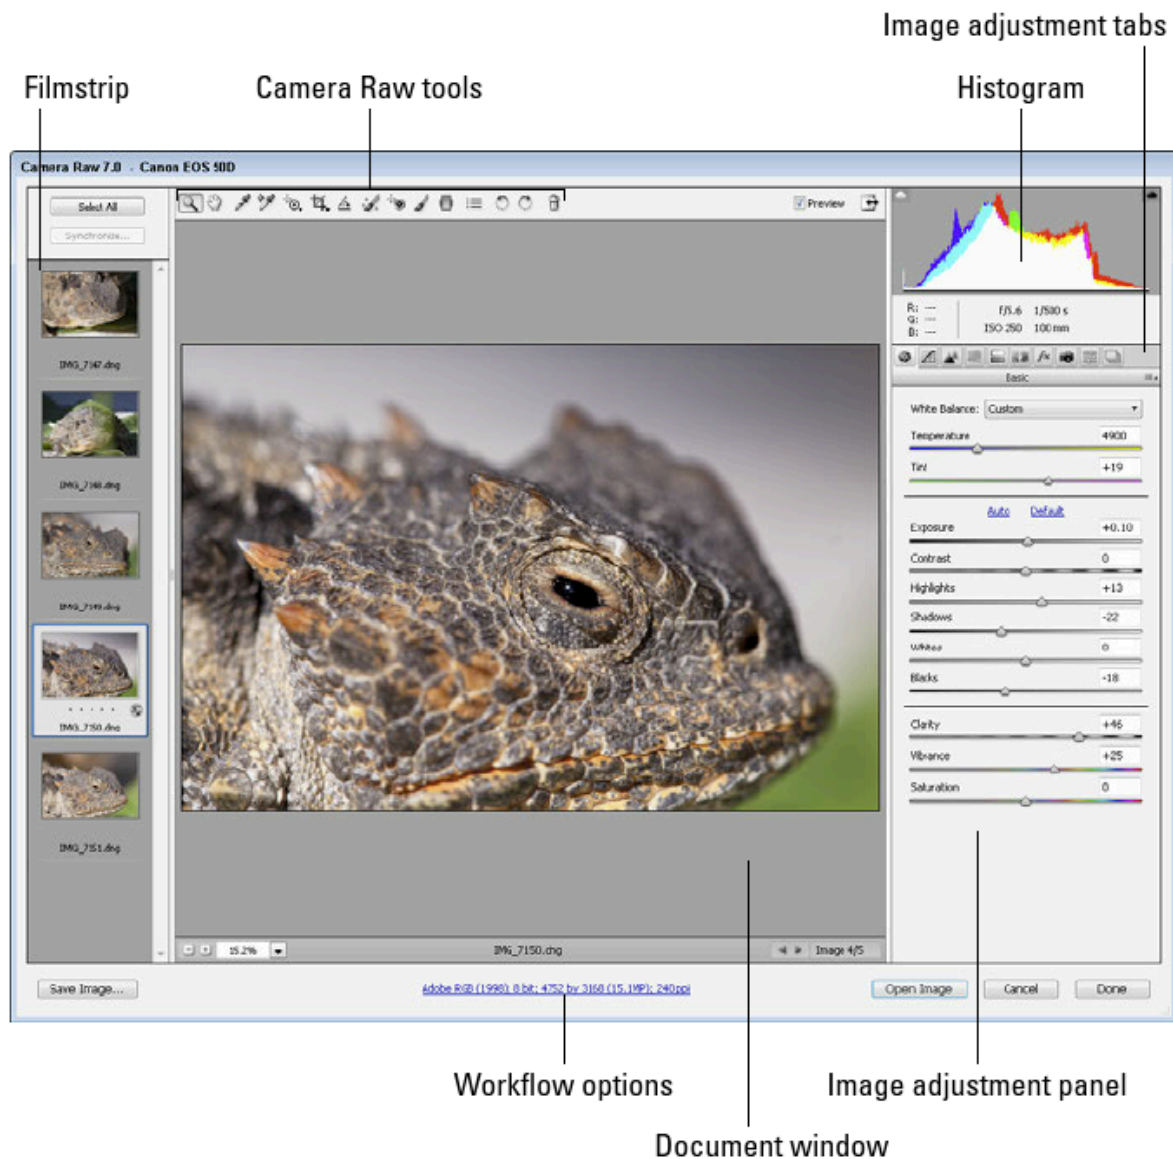 Image adjustment tabs
Filmstrip
Camera Raw tools
Histogram
Camera Raw 7.0 - Canon EOS 50D
Select All
Synchronize...
Preview
R: ---
G: ---
B: ---
f/5.6 1/500 s
ISO 250 100 mm
Basic
IMG_7147.dng
IMG_7148.dng
IMG_7149.dng
IMG_7150.dng
IMG_7151.dng
White Balance: Custom
Temperature 4900
Tint +19
Auto Default
Exposure +0.10
Contrast 0
Highlights +13
Shadows -22
Whites 0
Blacks -18
Clarity +46
Vibrance +25
Saturation 0
15.2%
IMG_7150.dng
Image 4/5
Save Image...
Adobe RGB (1998); 8 bit; 4752 by 3168 (15.1MP); 240 ppi
Open Image
Cancel
Done
Workflow options
Image adjustment panel
Document window